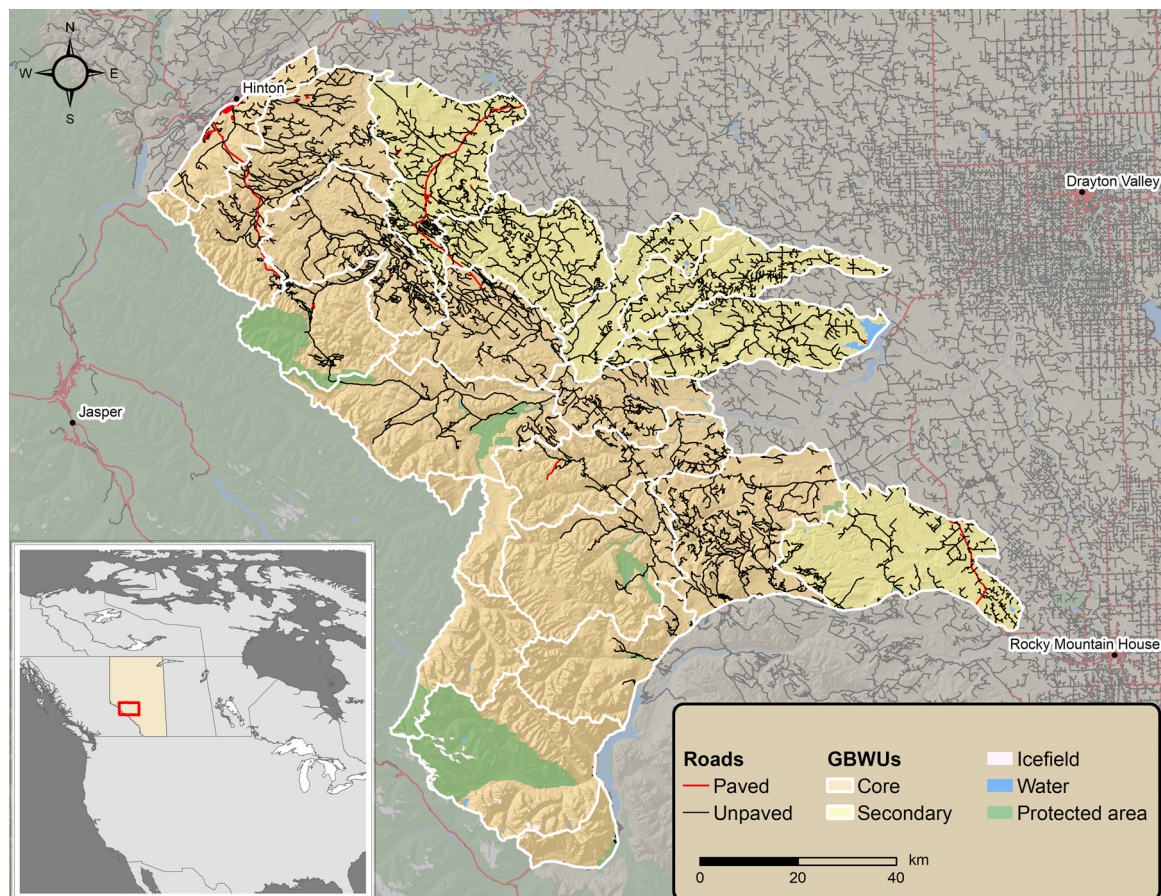 N
W E
S
Hinton
Drayton Valley
Jasper
Rocky Mountain House
Roads
Paved
Unpaved
GBWUs
Core
Secondary
Icefield
Water
Protected area
km
0 20 40